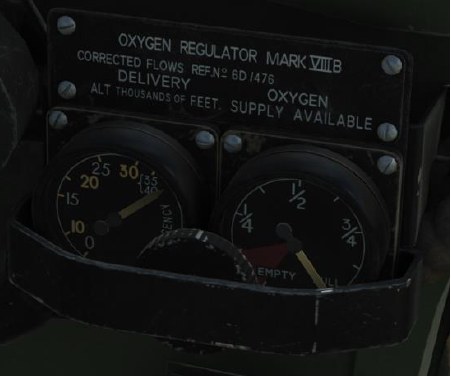 OXYGEN REGULATOR MARK VIII B
CORRECTED FLOWS REF.Nº 6D/1476
DELIVERY OXYGEN
ALT THOUSANDS OF FEET. SUPPLY AVAILABLE
0
10
15
20
25
30
35
40
1/4
1/2
3/4
EMPTY